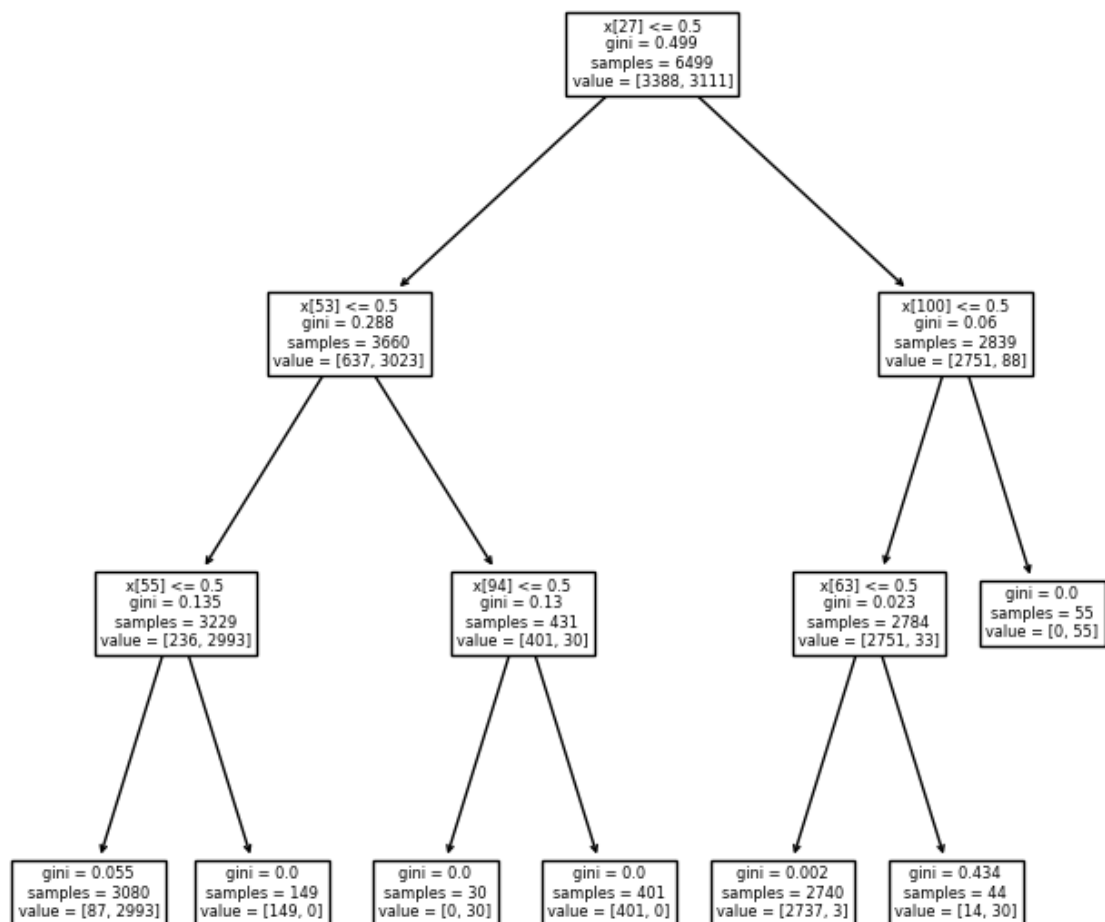 x[27] <= 0.5
gini = 0.499
samples = 6499
value = [3388, 3111]
x[53] <= 0.5
gini = 0.288
samples = 3660
value = [637, 3023]
x[100] <= 0.5
gini = 0.06
samples = 2839
value = [2751, 88]
x[55] <= 0.5
gini = 0.135
samples = 3229
value = [236, 2993]
x[94] <= 0.5
gini = 0.13
samples = 431
value = [401, 30]
x[63] <= 0.5
gini = 0.023
samples = 2784
value = [2751, 33]
gini = 0.0
samples = 55
value = [0, 55]
gini = 0.055
samples = 3080
value = [87, 2993]
gini = 0.0
samples = 149
value = [149, 0]
gini = 0.0
samples = 30
value = [0, 30]
gini = 0.0
samples = 401
value = [401, 0]
gini = 0.002
samples = 2740
value = [2737, 3]
gini = 0.434
samples = 44
value = [14, 30]